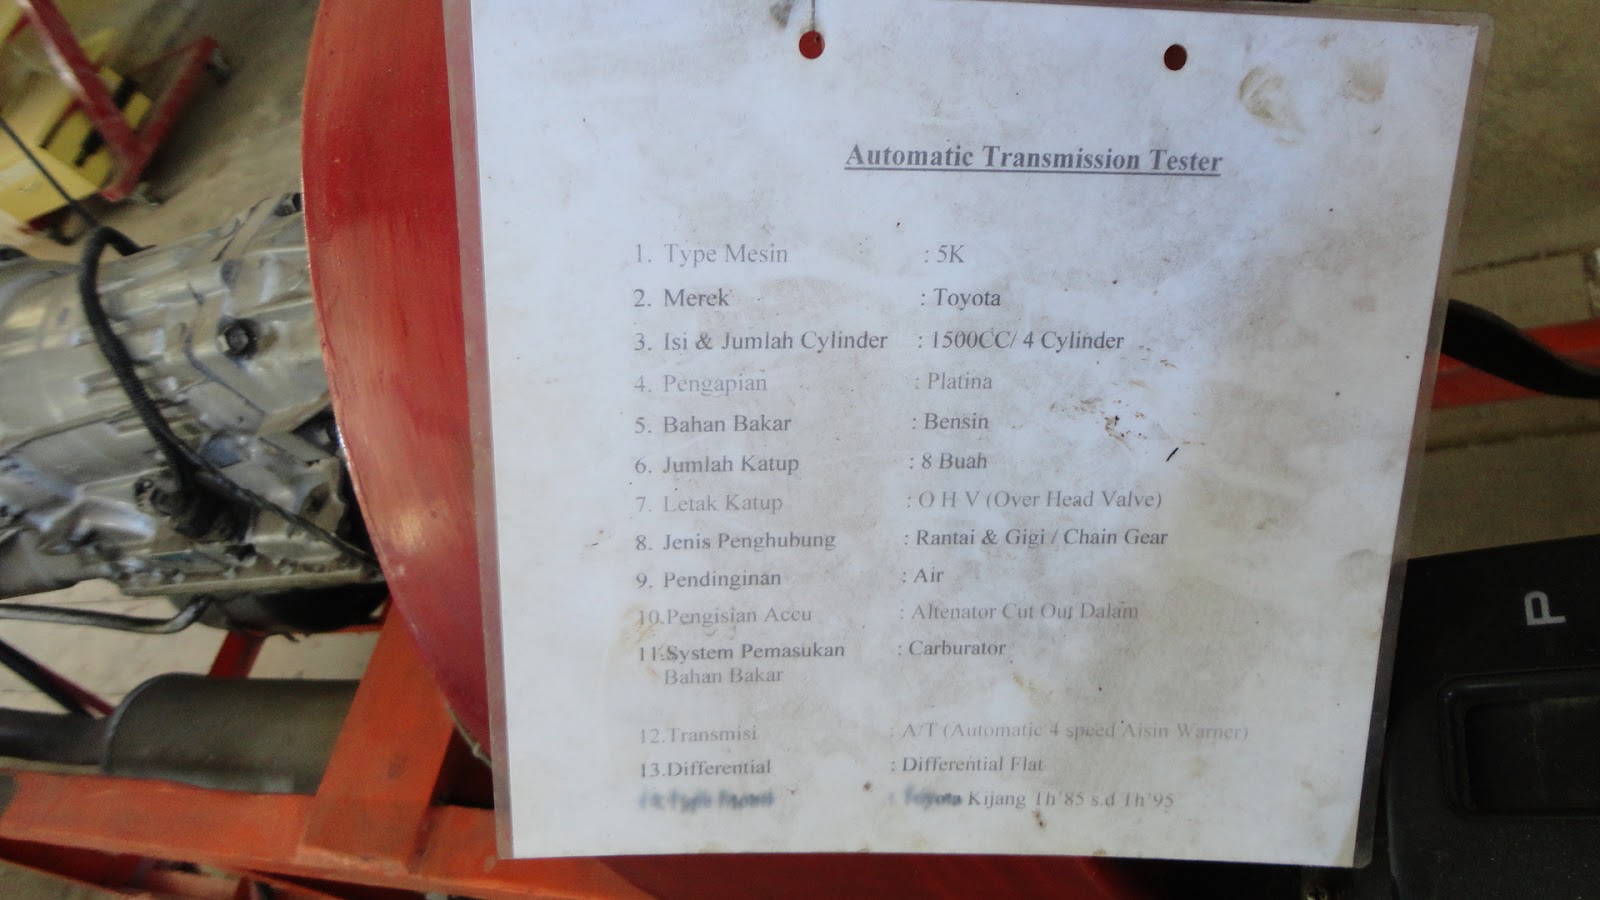 Automatic Transmission Tester
1. Type Mesin : 5K
2. Merek : Toyota
3. Isi & Jumlah Cylinder : 1500CC/ 4 Cylinder
4. Pengapian : Platina
5. Bahan Bakar : Bensin
6. Jumlah Katup : 8 Buah
7. Letak Katup : O H V (Over Head Valve)
8. Jenis Penghubung : Rantai & Gigi / Chain Gear
9. Pendinginan : Air
10.Pengisian Accu : Altenator Cut Out Dalam
11.System Pemasukan : Carburator
Bahan Bakar
12.Transmisi : A/T (Automatic 4 speed Aisin Warner)
13.Differential : Differential Flat
: Toyota Kijang Th'85 s.d Th'95
P